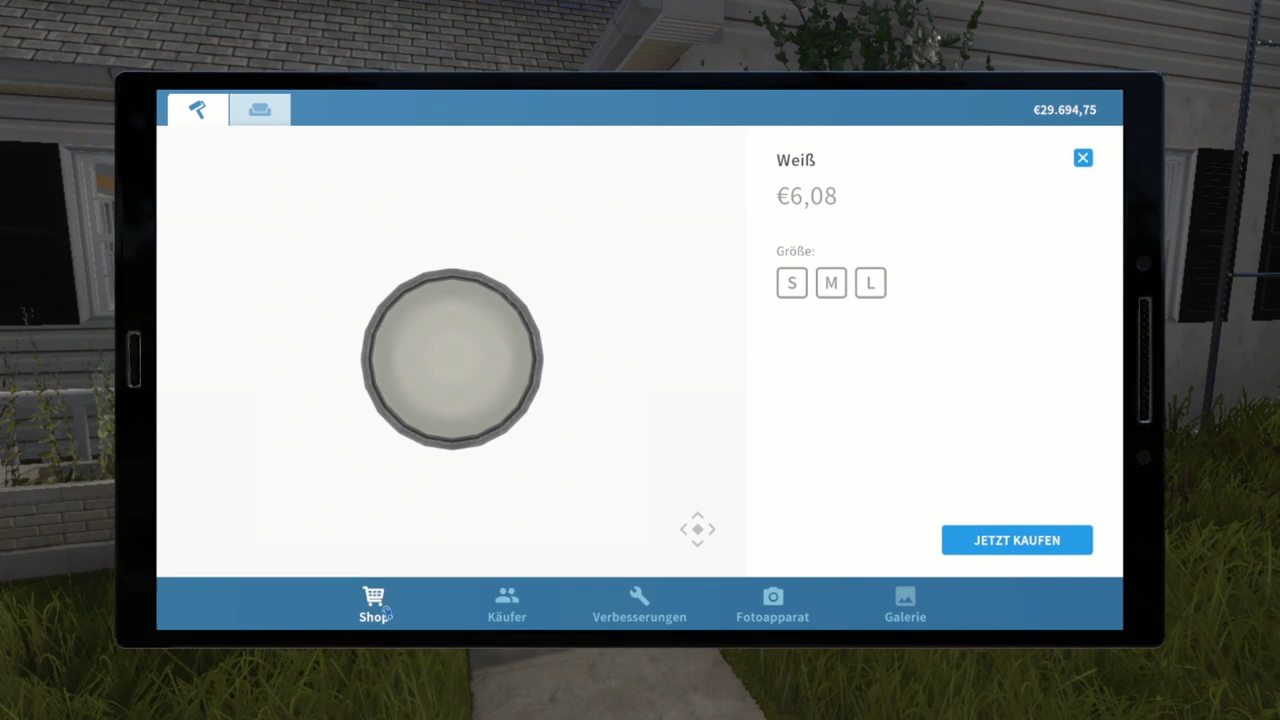 €29.694,75
Weiß
€6,08
Größe:
S M L
JETZT KAUFEN
Shop
Käufer
Verbesserungen
Fotoapparat
Galerie